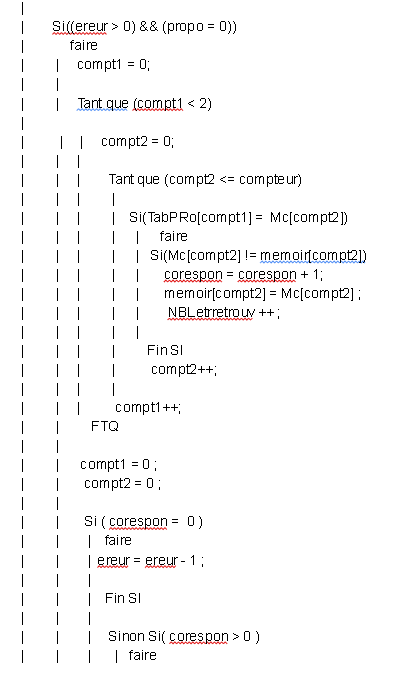 |
| Si((ereur > 0) && (propo = 0))
| faire
| | compt1 = 0;
| |
| | Tant que (compt1 < 2)
|
| | | compt2 = 0;
| | |
| | | Tant que (compt2 <= compteur)
| | | |
| | | | Si(TabPRo[compt1] = Mc[compt2])
| | | | | faire
| | | | | Si(Mc[compt2] != memoir[compt2])
| | | | | corespon = corespon + 1;
| | | | | memoir[compt2] = Mc[compt2] ;
| | | | | NBLetrretrouv ++ ;
| | | | |
| | | | Fin SI
| | | | compt2++;
| | | |
| | | compt1++;
| | FTQ
| |
| | compt1 = 0 ;
| | compt2 = 0 ;
| |
| | Si ( corespon = 0 )
| | | faire
| | | ereur = ereur - 1 ;
| | |
| | | Fin SI
| | |
| | | Sinon Si( corespon > 0 )
| | | | faire